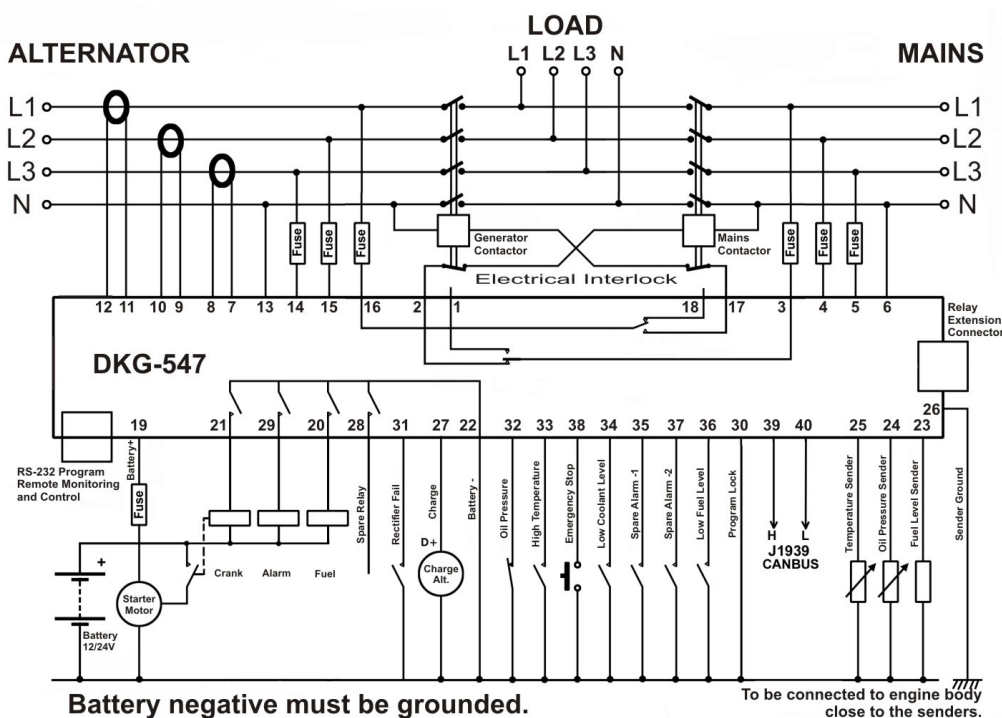 LOAD
ALTERNATOR
MAINS
L1 L2 L3 N
L1
L2
L3
N
L1
L2
L3
N
Fuse
Fuse
Fuse
Generator
Contactor
Mains
Contactor
Fuse
Fuse
Fuse
Electrical Interlock
12 11 10 9 8 7 13 14 15 16 2 1 18 17 3 4 5 6
Relay
Extension
Connector
DKG-547
26
19 21 29 20 28 31 27 22 32 33 38 34 35 37 36 30 39 40 25 24 23
RS-232 Program
Remote Monitoring
and Control
Battery+
Fuse
Spare Relay
Rectifier Fail
Charge
Battery -
Oil Pressure
High Temperature
Emergency Stop
Low Coolant Level
Spare Alarm -1
Spare Alarm -2
Low Fuel Level
Program Lock
H L
J1939
CANBUS
Temperature Sender
Oil Pressure Sender
Fuel Level Sender
Sender Ground
+
Crank Alarm Fuel
D+
Charge
Alt.
Starter
Motor
Battery
12/24V
Battery negative must be grounded.
To be connected to engine body
close to the senders.